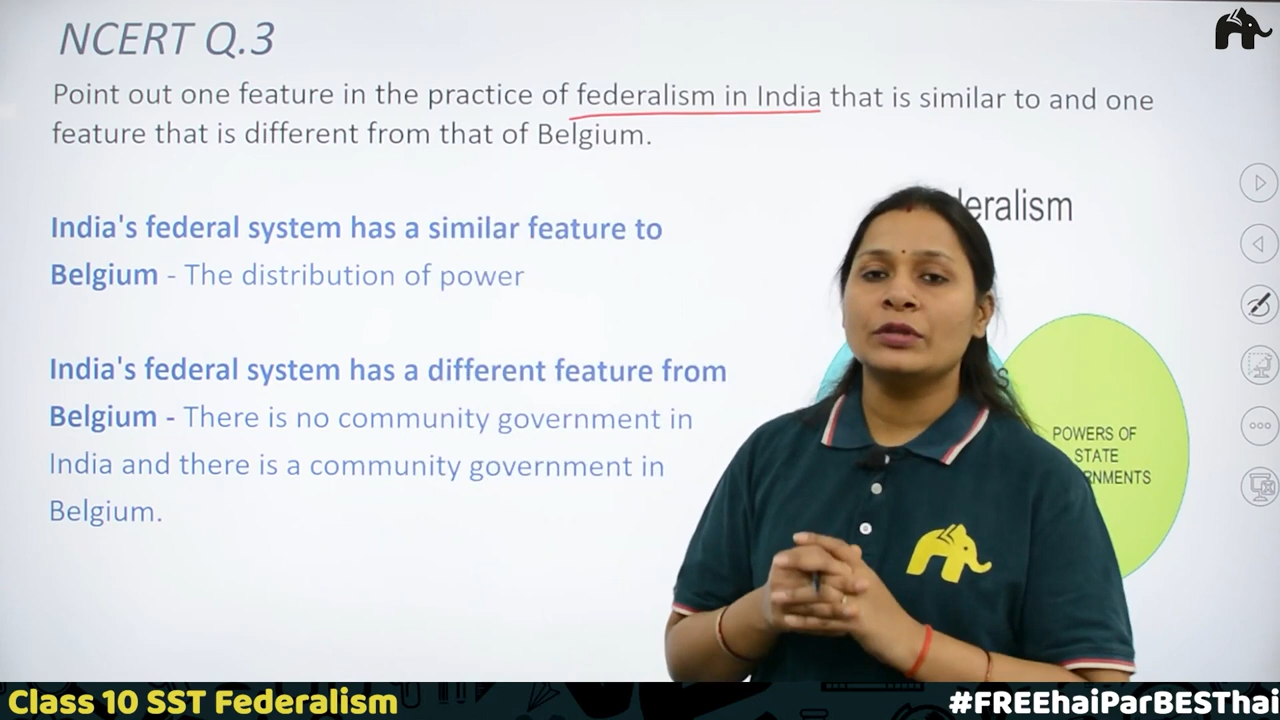 NCERT Q.3
Point out one feature in the practice of federalism in India that is similar to and one
feature that is different from that of Belgium.
India's federal system has a similar feature to
Belgium - The distribution of power
India's federal system has a different feature from
Belgium - There is no community government in
India and there is a community government in
Belgium.
POWERS OF
STATE
Class 10 SST Federalism
#FREEhaiParBESThai